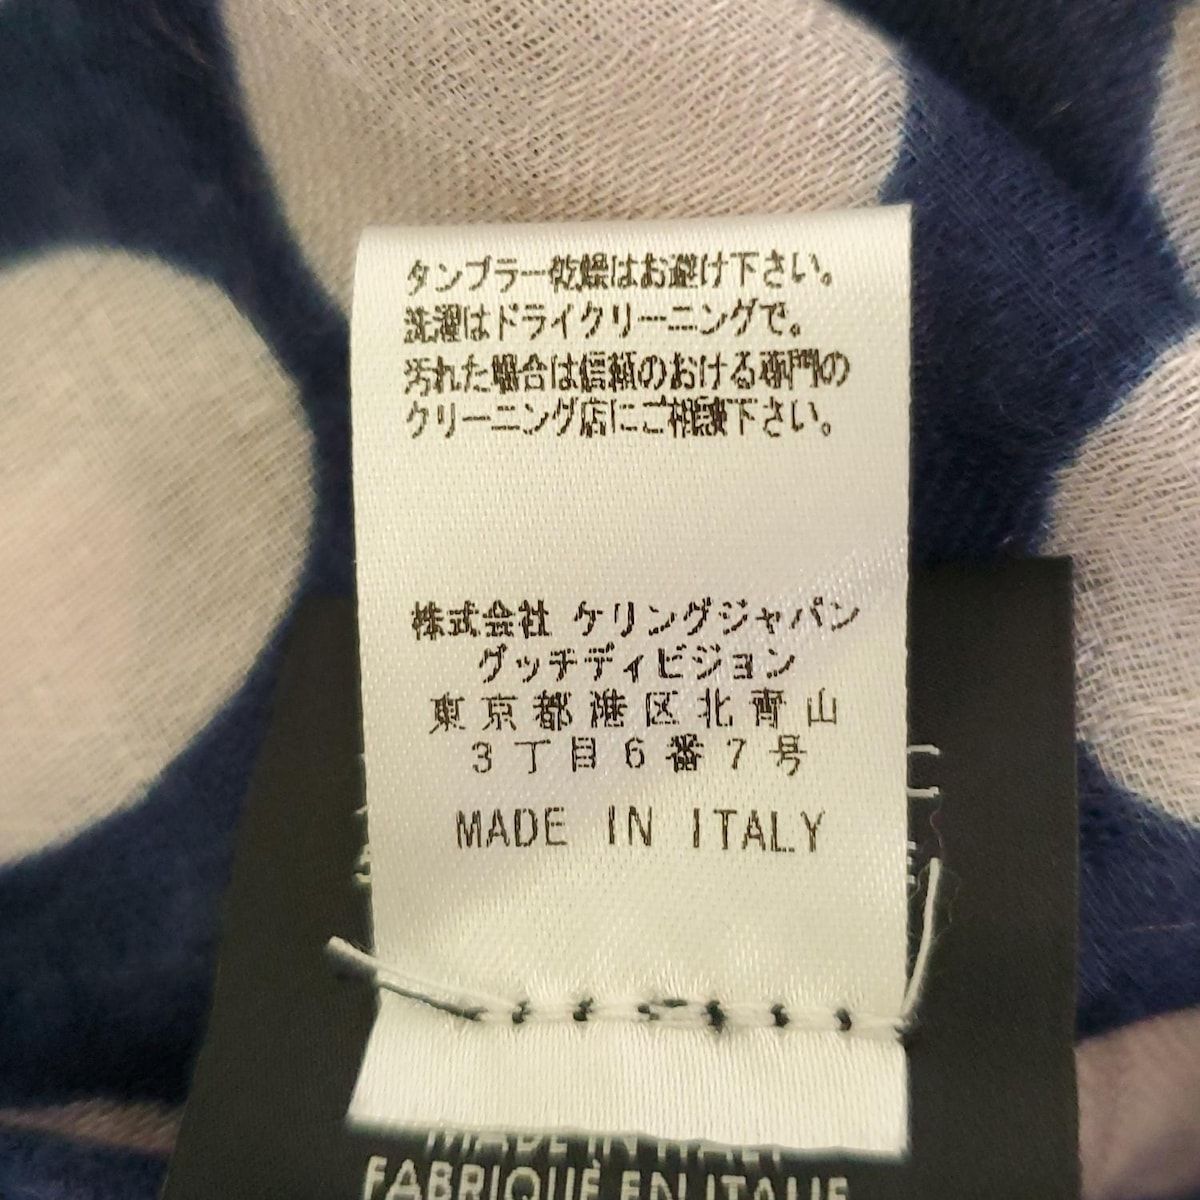 タンブラー乾燥はお避け下さい。
洗濯はドライクリーニングで。
汚れた場合は信頼のおける専門の
クリーニング店にご相談下さい。
株式会社 ケリングジャパン
グッチディビジョン
東京都港区北青山
3丁目6番7号
MADE IN ITALY
MADE IN ITALY
FABRIQUÉ EN ITALIE